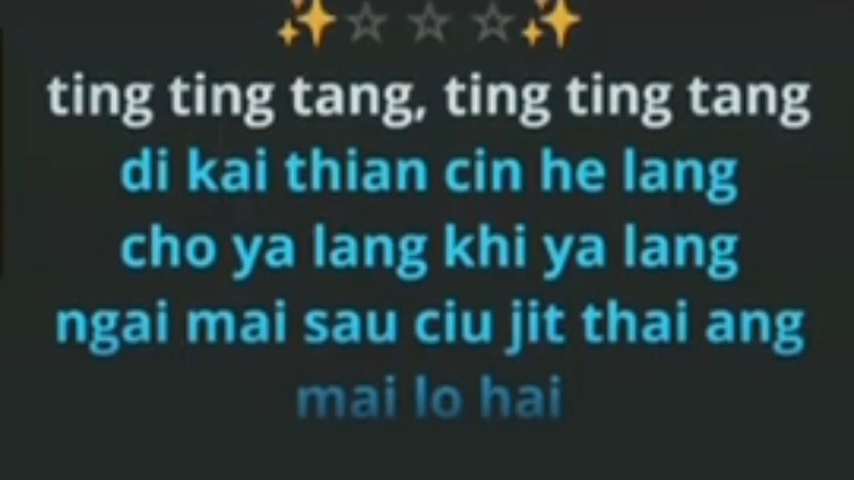 ting ting tang, ting ting tang
di kai thian cin he lang
cho ya lang khi ya lang
ngai mai sau ciu jit thai ang
mai lo hai